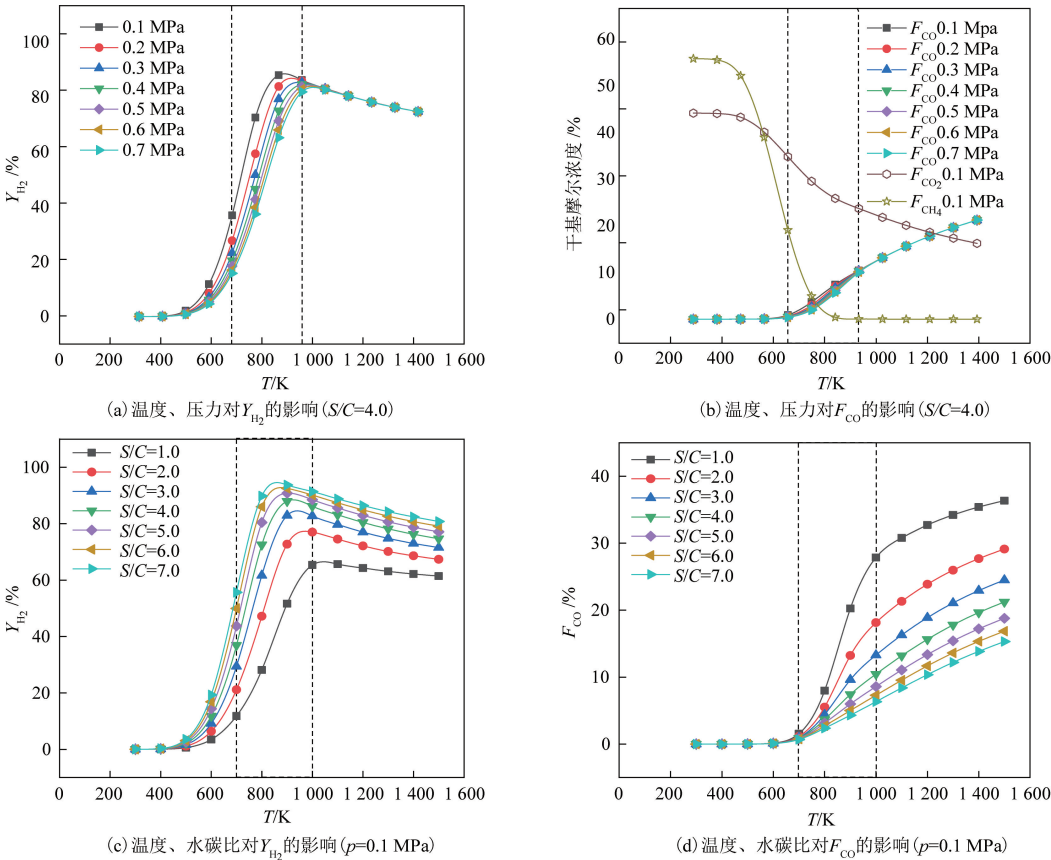 100
80
60
40
20
0
Y_H2 /%
0.1 MPa
0.2 MPa
0.3 MPa
0.4 MPa
0.5 MPa
0.6 MPa
0.7 MPa
0 200 400 600 800 1 000 1 200 1 400 1 600
T/K
(a) 温度、压力对Y_H2的影响(S/C=4.0)
60
50
40
30
20
10
0
干基摩尔浓度/%
F_CO 0.1 Mpa
F_CO 0.2 MPa
F_CO 0.3 MPa
F_CO 0.4 MPa
F_CO 0.5 MPa
F_CO 0.6 MPa
F_CO 0.7 MPa
F_CO2 0.1 MPa
F_CH4 0.1 MPa
0 200 400 600 800 1 000 1 200 1 400 1 600
T/K
(b) 温度、压力对F_CO的影响(S/C=4.0)
100
80
60
40
20
0
Y_H2 /%
S/C=1.0
S/C=2.0
S/C=3.0
S/C=4.0
S/C=5.0
S/C=6.0
S/C=7.0
0 200 400 600 800 1 000 1 200 1 400 1 600
T/K
(c) 温度、水碳比对Y_H2的影响(p=0.1 MPa)
40
30
20
10
0
F_CO /%
S/C=1.0
S/C=2.0
S/C=3.0
S/C=4.0
S/C=5.0
S/C=6.0
S/C=7.0
0 200 400 600 800 1 000 1 200 1 400 1 600
T/K
(d) 温度、水碳比对F_CO的影响(p=0.1 MPa)